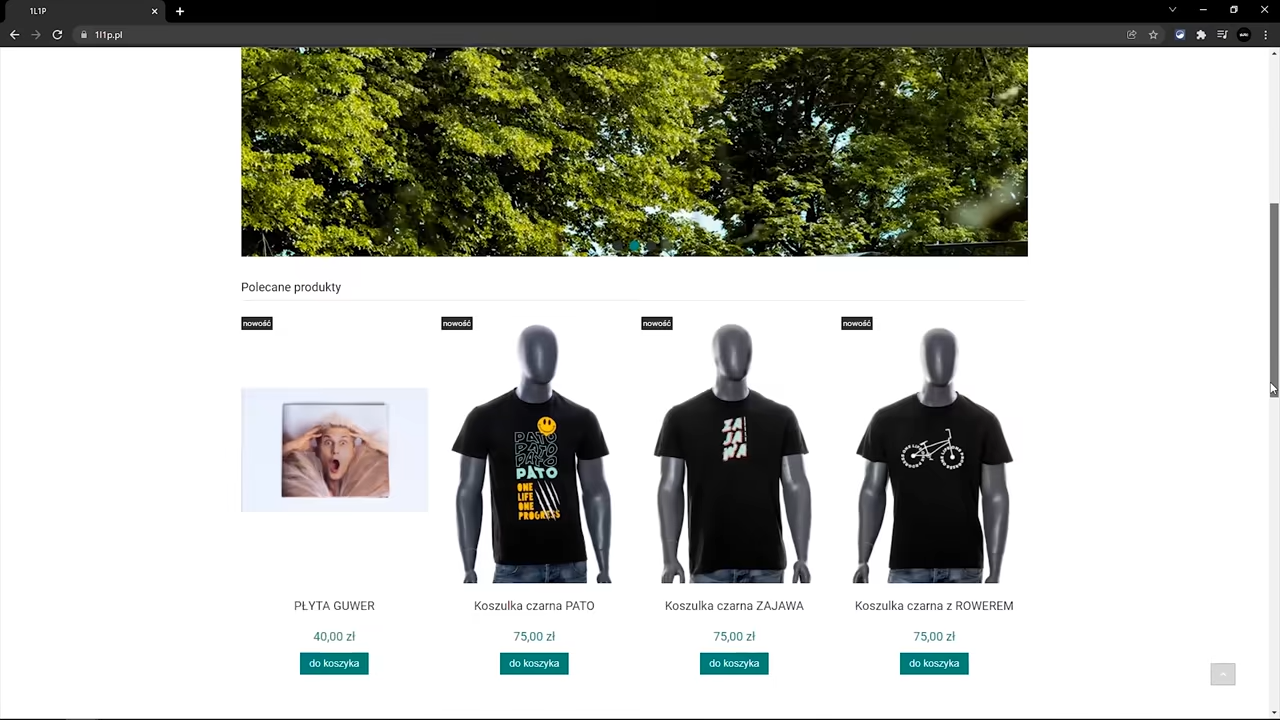 1L1P
1l1p.pl
Polecane produkty
nowość
nowość
nowość
nowość
PATO
PATO
PATO
PATO
ONE
LIFE
ONE
PROGRESS
ZA
JA
WA
PŁYTA GUWER
Koszulka czarna PATO
Koszulka czarna ZAJAWA
Koszulka czarna z ROWEREM
40,00 zł
75,00 zł
75,00 zł
75,00 zł
do koszyka
do koszyka
do koszyka
do koszyka